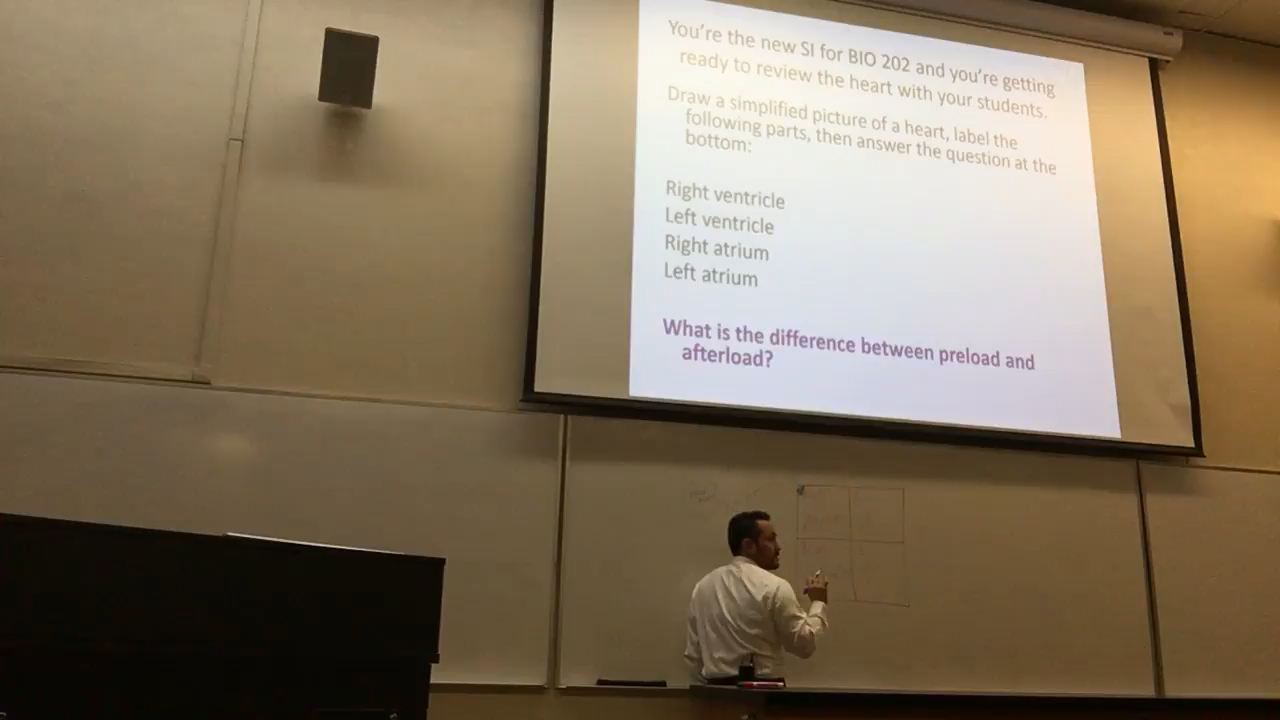 You're the new SI for BIO 202 and you're getting
ready to review the heart with your students.
Draw a simplified picture of a heart, label the
following parts, then answer the question at the
bottom:
Right ventricle
Left ventricle
Right atrium
Left atrium
What is the difference between preload and
afterload?